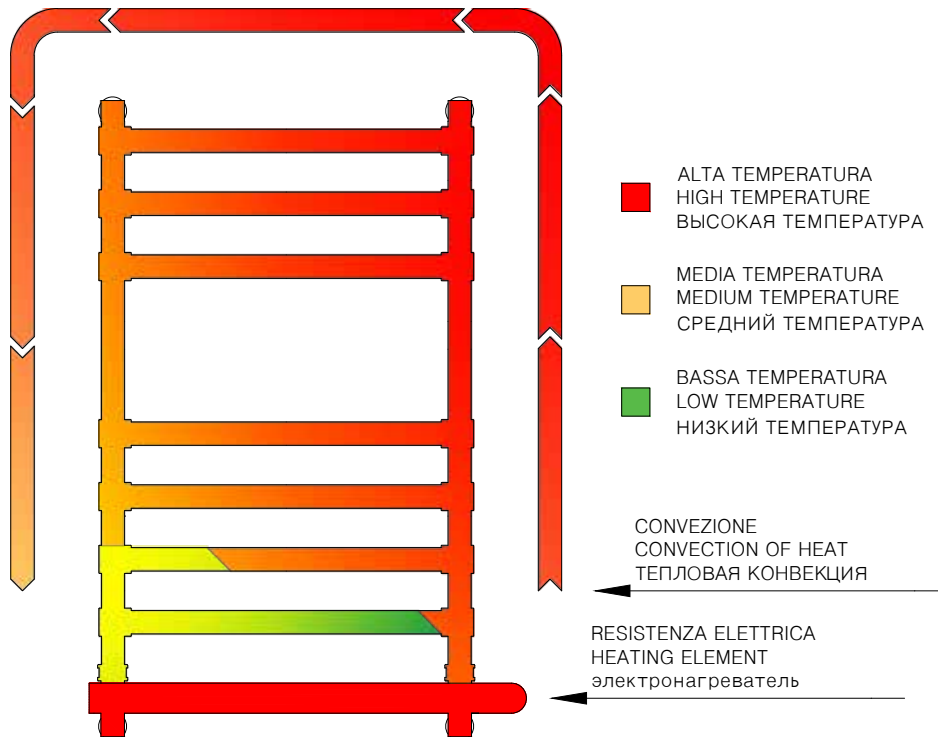 ALTA TEMPERATURA
HIGH TEMPERATURE
ВЫСОКАЯ ТЕМПЕРАТУРА
MEDIA TEMPERATURA
MEDIUM TEMPERATURE
СРЕДНИЙ ТЕМПЕРАТУРА
BASSA TEMPERATURA
LOW TEMPERATURE
НИЗКИЙ ТЕМПЕРАТУРА
CONVEZIONE
CONVECTION OF HEAT
ТЕПЛОВАЯ КОНВЕКЦИЯ
RESISTENZA ELETTRICA
HEATING ELEMENT
электронагреватель